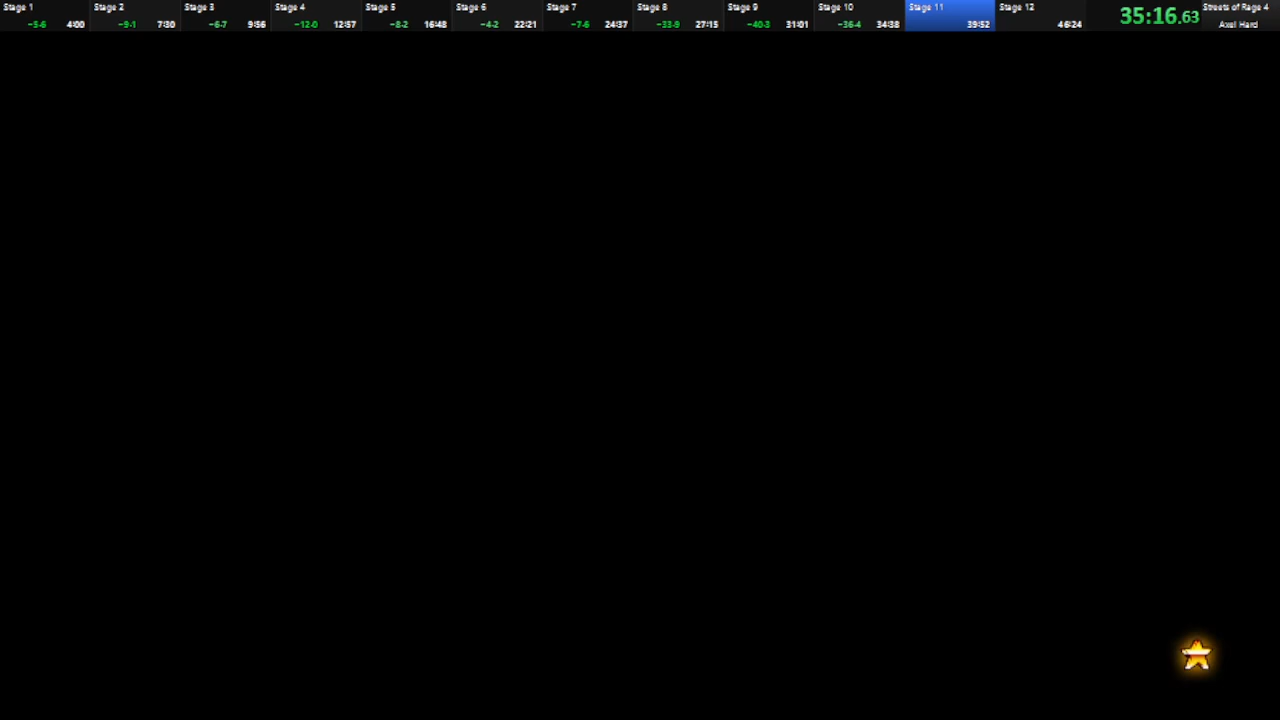 Stage 1
-5.6 4:00
Stage 2
-9.1 7:30
Stage 3
-6.7 9:56
Stage 4
-12.0 12:57
Stage 5
-8.2 16:48
Stage 6
-4.2 22:21
Stage 7
-7.6 24:37
Stage 8
-33.9 27:15
Stage 9
-40.3 31:01
Stage 10
-36.4 34:38
Stage 11
39:52
Stage 12
46:24
35:16.63
Streets of Rage 4
Axel Hard